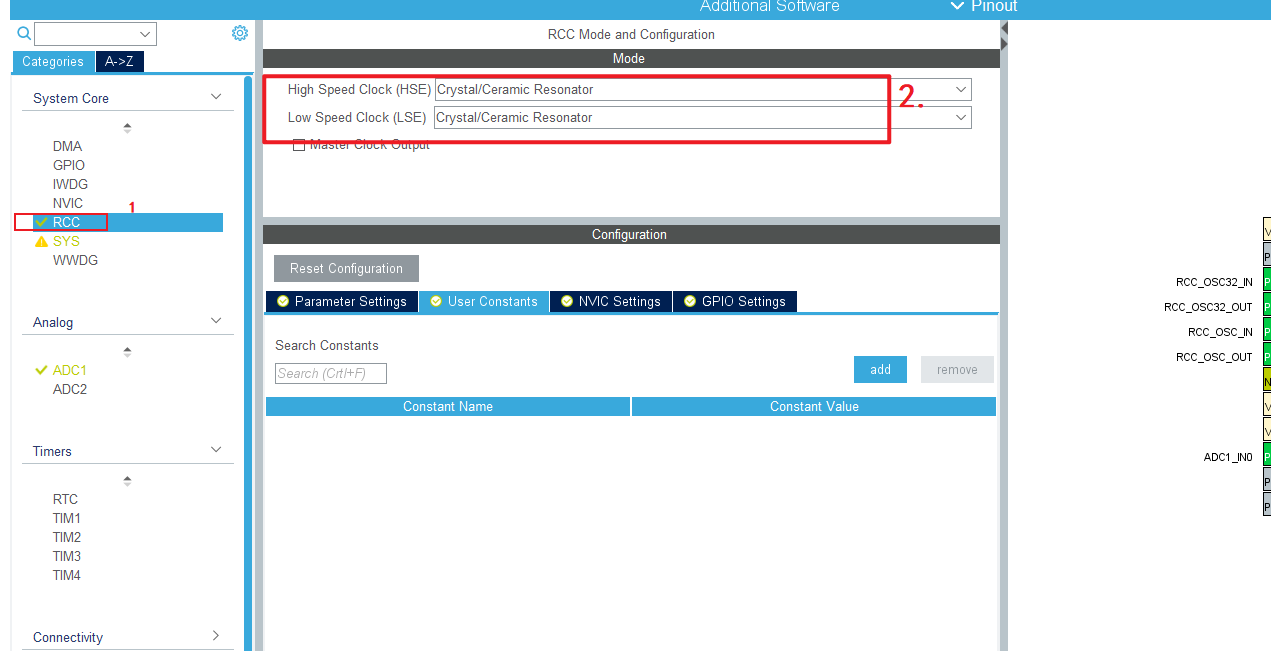 Additional Software
Pinout
RCC Mode and Configuration
Categories
A->Z
Mode
System Core
High Speed Clock (HSE)
Crystal/Ceramic Resonator
2.
Low Speed Clock (LSE)
Crystal/Ceramic Resonator
Master Clock Output
DMA
GPIO
IWDG
NVIC
1
RCC
SYS
WWDG
Analog
ADC1
ADC2
Timers
RTC
TIM1
TIM2
TIM3
TIM4
Connectivity
Configuration
Reset Configuration
Parameter Settings
User Constants
NVIC Settings
GPIO Settings
Search Constants
Search (CrtI+F)
add
remove
Constant Name
Constant Value
V
P
RCC_OSC32_IN
P
RCC_OSC32_OUT
P
RCC_OSC_IN
P
RCC_OSC_OUT
P
N
V
V
ADC1_IN0
P
P
P